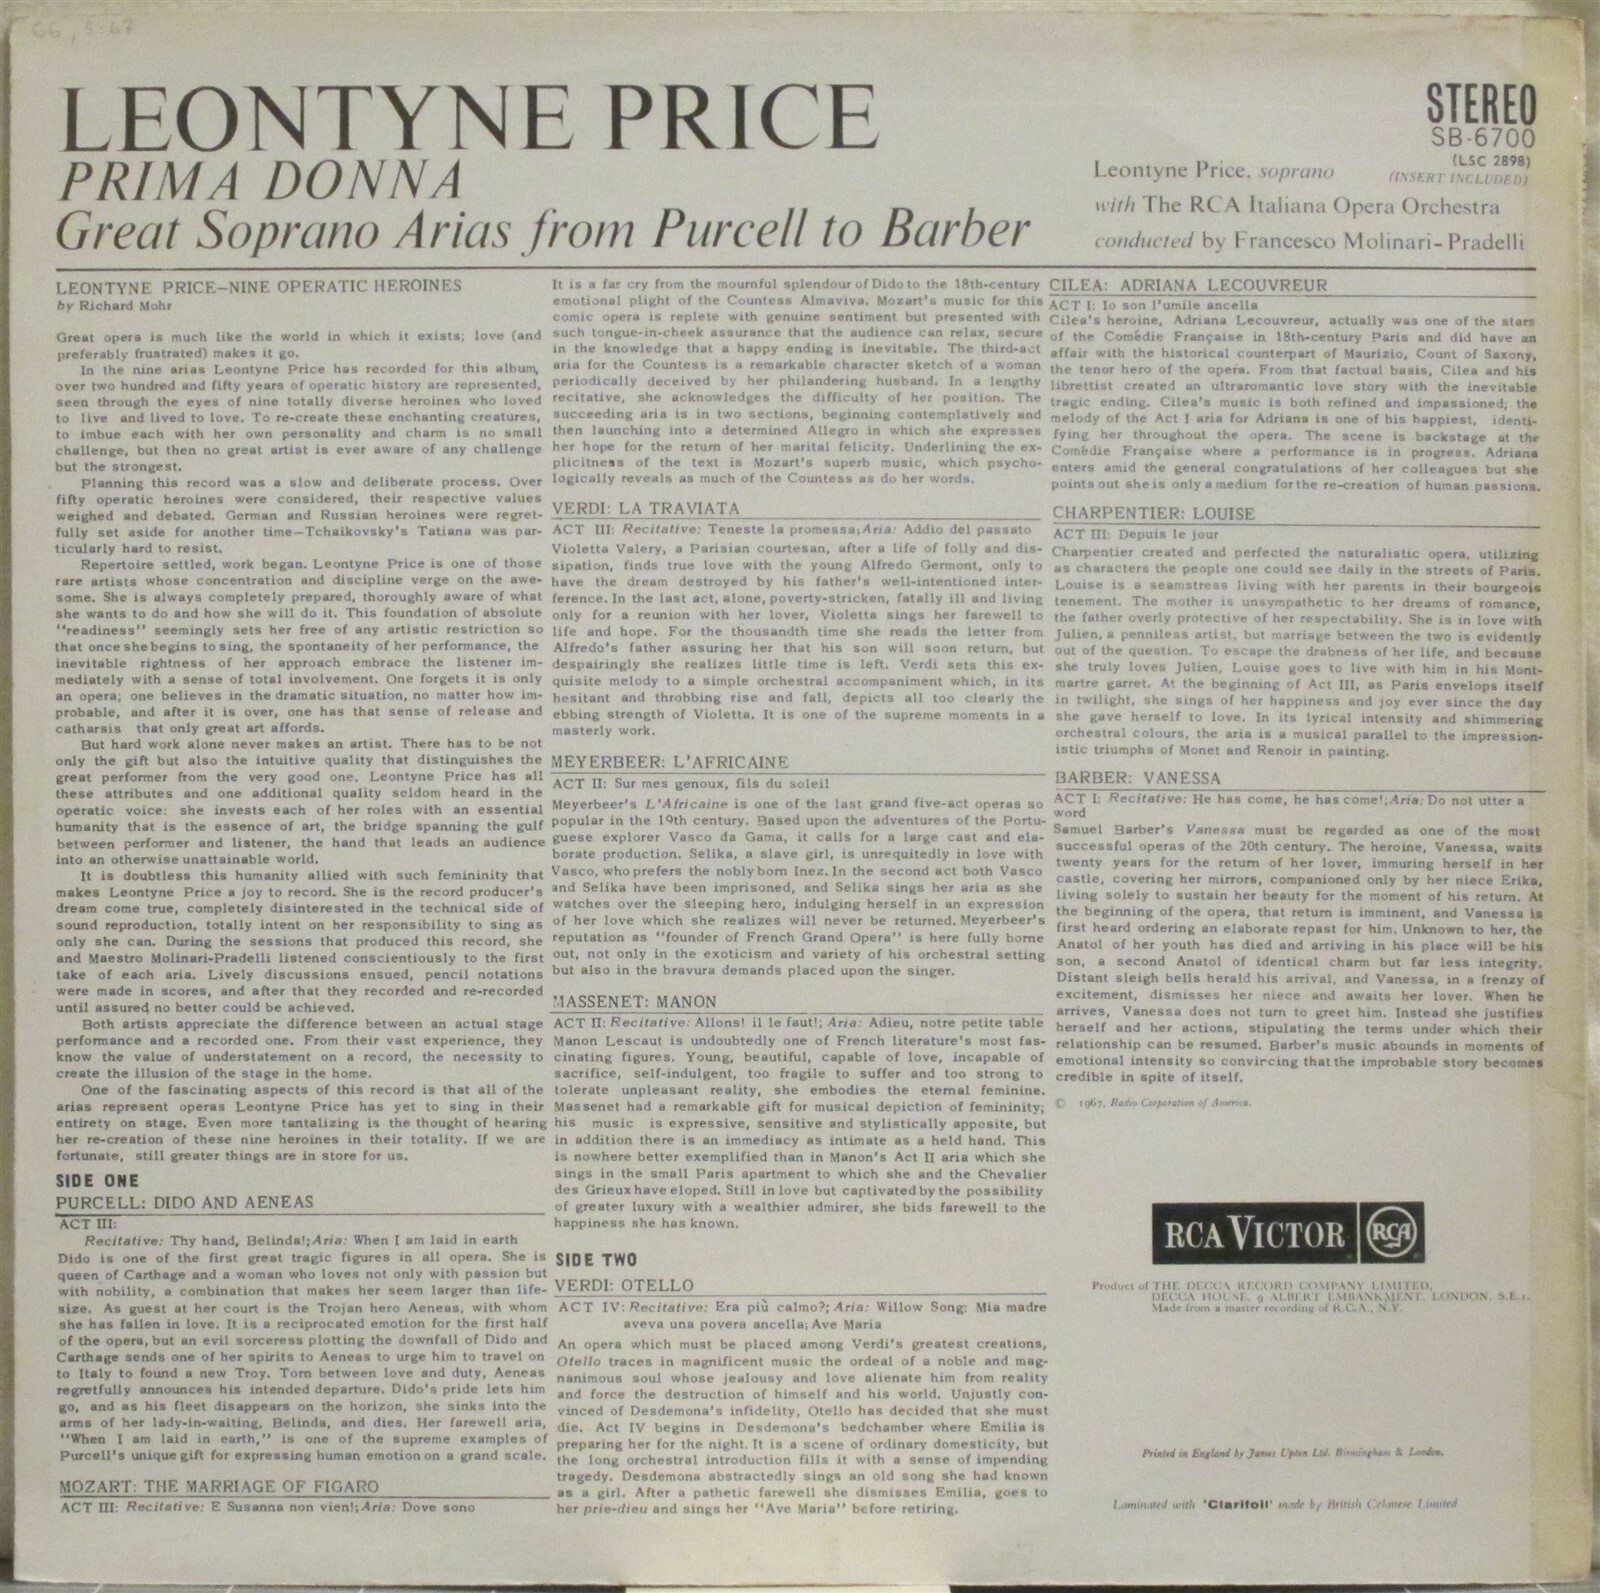 LEONTYNE PRICE
PRIMA DONNA
Great Soprano Arias from Purcell to Barber
STEREO
SB-6700
(LSC 2898)
(INSERT INCLUDED)
Leontyne Price, soprano
with The RCA Italiana Opera Orchestra
conducted by Francesco Molinari-Pradelli
LEONTYNE PRICE—NINE OPERATIC HEROINES
by Richard Mohr
Great opera is much like the world in which it exists; love (and
preferably frustrated) makes it go.
In the nine arias Leontyne Price has recorded for this album,
over two hundred and fifty years of operatic history are represented,
seen through the eyes of nine totally diverse heroines who loved
to live and lived to love. To re-create these enchanting creatures,
to imbue each with her own personality and charm is no small
challenge, but then no great artist is ever aware of any challenge
but the strongest.
Planning this record was a slow and deliberate process. Over
fifty operatic heroines were considered, their respective values
weighed and debated. German and Russian heroines were regret-
fully set aside for another time—Tchaikovsky's Tatiana was par-
ticularly hard to resist.
Repertoire settled, work began. Leontyne Price is one of those
rare artists whose concentration and discipline verge on the awe-
some. She is always completely prepared, thoroughly aware of what
she wants to do and how she will do it. This foundation of absolute
"readiness" seemingly sets her free of any artistic restriction so
that once she begins to sing, the spontaneity of her performance, the
inevitable rightness of her approach embrace the listener im-
mediately with a sense of total involvement. One forgets it is only
an opera; one believes in the dramatic situation, no matter how im-
probable, and after it is over, one has that sense of release and
catharsis that only great art affords.
But hard work alone never makes an artist. There has to be not
only the gift but also the intuitive quality that distinguishes the
great performer from the very good one. Leontyne Price has all
these attributes and one additional quality seldom heard in the
operatic voice: she invests each of her roles with an essential
humanity that is the essence of art, the bridge spanning the gulf
between performer and listener, the hand that leads an audience
into an otherwise unattainable world.
It is doubtless this humanity allied with such femininity that
makes Leontyne Price a joy to record. She is the record producer's
dream come true, completely disinterested in the technical side of
sound reproduction, totally intent on her responsibility to sing as
only she can. During the sessions that produced this record, she
and Maestro Molinari-Pradelli listened conscientiously to the first
take of each aria. Lively discussions ensued, pencil notations
were made in scores, and after that they recorded and re-recorded
until assured no better could be achieved.
Both artists appreciate the difference between an actual stage
performance and a recorded one. From their vast experience, they
know the value of understatement on a record, the necessity to
create the illusion of the stage in the home.
One of the fascinating aspects of this record is that all of the
arias represent operas Leontyne Price has yet to sing in their
entirety on stage. Even more tantalizing is the thought of hearing
her re-creation of these nine heroines in their totality. If we are
fortunate, still greater things are in store for us.
SIDE ONE
PURCELL: DIDO AND AENEAS
ACT III:
Recitative: Thy hand, Belinda!; Aria: When I am laid in earth
Dido is one of the first great tragic figures in all opera. She is
queen of Carthage and a woman who loves not only with passion but
with nobility, a combination that makes her seem larger than life-
size. As guest at her court is the Trojan hero Aeneas, with whom
she has fallen in love. It is a reciprocated emotion for the first half
of the opera, but an evil sorceress plotting the downfall of Dido and
Carthage sends one of her spirits to Aeneas to urge him to travel on
to Italy to found a new Troy. Torn between love and duty, Aeneas
regretfully announces his intended departure. Dido's pride lets him
go, and as his fleet disappears on the horizon, she sinks into the
arms of her lady-in-waiting, Belinda, and dies. Her farewell aria,
"When I am laid in earth," is one of the supreme examples of
Purcell's unique gift for expressing human emotion on a grand scale.
MOZART: THE MARRIAGE OF FIGARO
ACT III: Recitative: E Susanna non vien!; Aria: Dove sono
It is a far cry from the mournful splendour of Dido to the 18th-century
emotional plight of the Countess Almaviva. Mozart's music for this
comic opera is replete with genuine sentiment but presented with
such tongue-in-cheek assurance that the audience can relax, secure
in the knowledge that a happy ending is inevitable. The third-act
aria for the Countess is a remarkable character sketch of a woman
periodically deceived by her philandering husband. In a lengthy
recitative, she acknowledges the difficulty of her position. The
succeeding aria is in two sections, beginning contemplatively and
then launching into a determined Allegro in which she expresses
her hope for the return of her marital felicity. Underlining the ex-
plicitness of the text is Mozart's superb music, which psycho-
logically reveals as much of the Countess as do her words.
VERDI: LA TRAVIATA
ACT III: Recitative: Teneste la promessa; Aria: Addio del passato
Violetta Valery, a Parisian courtesan, after a life of folly and dis-
sipation, finds true love with the young Alfredo Germont, only to
have the dream destroyed by his father's well-intentioned inter-
ference. In the last act, alone, poverty-stricken, fatally ill and living
only for a reunion with her lover, Violetta sings her farewell to
life and hope. For the thousandth time she reads the letter from
Alfredo's father assuring her that his son will soon return, but
despairingly she realizes little time is left. Verdi sets this ex-
quisite melody to a simple orchestral accompaniment which, in its
hesitant and throbbing rise and fall, depicts all too clearly the
ebbing strength of Violetta. It is one of the supreme moments in a
masterly work.
MEYERBEER: L'AFRICAINE
ACT II: Sur mes genoux, fils du soleil
Meyerbeer's L'Africaine is one of the last grand five-act operas so
popular in the 19th century. Based upon the adventures of the Portu-
guese explorer Vasco da Gama, it calls for a large cast and ela-
borate production. Selika, a slave girl, is unrequitedly in love with
Vasco, who prefers the nobly born Inez. In the second act both Vasco
and Selika have been imprisoned, and Selika sings her aria as she
watches over the sleeping hero, indulging herself in an expression
of her love which she realizes will never be returned. Meyerbeer's
reputation as "founder of French Grand Opera" is here fully borne
out, not only in the exoticism and variety of his orchestral setting
but also in the bravura demands placed upon the singer.
MASSENET: MANON
ACT II: Recitative: Allons! il le faut!; Aria: Adieu, notre petite table
Manon Lescaut is undoubtedly one of French literature's most fas-
cinating figures. Young, beautiful, capable of love, incapable of
sacrifice, self-indulgent, too fragile to suffer and too strong to
tolerate unpleasant reality, she embodies the eternal feminine.
Massenet had a remarkable gift for musical depiction of femininity;
his music is expressive, sensitive and stylistically apposite, but
in addition there is an immediacy as intimate as a held hand. This
is nowhere better exemplified than in Manon's Act II aria which she
sings in the small Paris apartment to which she and the Chevalier
des Grieux have eloped. Still in love but captivated by the possibility
of greater luxury with a wealthier admirer, she bids farewell to the
happiness she has known.
SIDE TWO
VERDI: OTELLO
ACT IV: Recitative: Era più calmo?; Aria: Willow Song: Mia madre
aveva una povera ancella; Ave Maria
An opera which must be placed among Verdi's greatest creations,
Otello traces in magnificent music the ordeal of a noble and mag-
nanimous soul whose jealousy and love alienate him from reality
and force the destruction of himself and his world. Unjustly con-
vinced of Desdemona's infidelity, Otello has decided that she must
die. Act IV begins in Desdemona's bedchamber where Emilia is
preparing her for the night. It is a scene of ordinary domesticity, but
the long orchestral introduction fills it with a sense of impending
tragedy. Desdemona abstractedly sings an old song she had known
as a girl. After a pathetic farewell she dismisses Emilia, goes to
her prie-dieu and sings her "Ave Maria" before retiring.
CILEA: ADRIANA LECOUVREUR
ACT I: Io son l'umile ancella
Cilea's heroine, Adriana Lecouvreur, actually was one of the stars
of the Comédie Française in 18th-century Paris and did have an
affair with the historical counterpart of Maurizio, Count of Saxony,
the tenor hero of the opera. From that factual basis, Cilea and his
librettist created an ultraromantic love story with the inevitable
tragic ending. Cilea's music is both refined and impassioned; the
melody of the Act I aria for Adriana is one of his happiest, identi-
fying her throughout the opera. The scene is backstage at the
Comédie Française where a performance is in progress. Adriana
enters amid the general congratulations of her colleagues but she
points out she is only a medium for the re-creation of human passions.
CHARPENTIER: LOUISE
ACT III: Depuis le jour
Charpentier created and perfected the naturalistic opera, utilizing
as characters the people one could see daily in the streets of Paris.
Louise is a seamstress living with her parents in their bourgeois
tenement. The mother is unsympathetic to her dreams of romance,
the father overly protective of her respectability. She is in love with
Julien, a penniless artist, but marriage between the two is evidently
out of the question. To escape the drabness of her life, and because
she truly loves Julien, Louise goes to live with him in his Mont-
martre garret. At the beginning of Act III, as Paris envelops itself
in twilight, she sings of her happiness and joy ever since the day
she gave herself to love. In its lyrical intensity and shimmering
orchestral colours, the aria is a musical parallel to the impression-
istic triumphs of Monet and Renoir in painting.
BARBER: VANESSA
ACT I: Recitative: He has come, he has come!; Aria: Do not utter a
word
Samuel Barber's Vanessa must be regarded as one of the most
successful operas of the 20th century. The heroine, Vanessa, waits
twenty years for the return of her lover, immuring herself in her
castle, covering her mirrors, companioned only by her niece Erika,
living solely to sustain her beauty for the moment of his return. At
the beginning of the opera, that return is imminent, and Vanessa is
first heard ordering an elaborate repast for him. Unknown to her, the
Anatol of her youth has died and arriving in his place will be his
son, a second Anatol of identical charm but far less integrity.
Distant sleigh bells herald his arrival, and Vanessa, in a frenzy of
excitement, dismisses her niece and awaits her lover. When he
arrives, Vanessa does not turn to greet him. Instead she justifies
herself and her actions, stipulating the terms under which their
relationship can be resumed. Barber's music abounds in moments of
emotional intensity so convincing that the improbable story becomes
credible in spite of itself.
© 1967, Radio Corporation of America.
RCA VICTOR RCA
Product of THE DECCA RECORD COMPANY LIMITED,
DECCA HOUSE, 9 ALBERT EMBANKMENT, LONDON, S.E.1.
Made from a master recording of R.C.A., N.Y.
Printed in England by James Upton Ltd. Birmingham & London.
Laminated with 'Clarifoil' made by British Celanese Limited